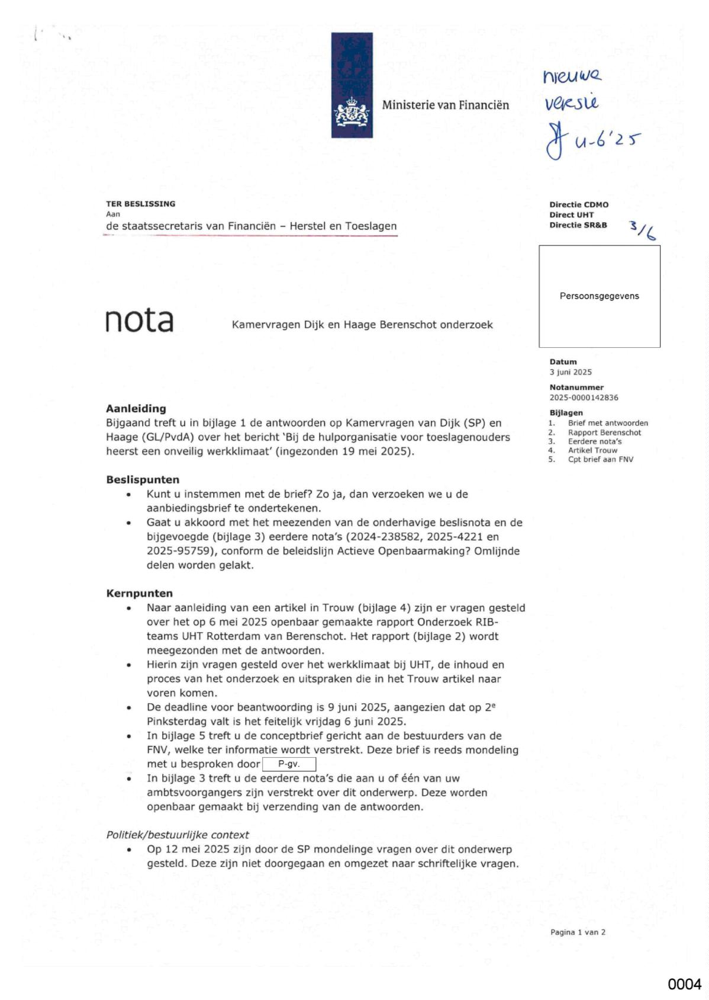 Ministerie van Financiën
nieuwe
versie
u-6'25
TER BESLISSING
Aan
de staatssecretaris van Financiën – Herstel en Toeslagen
Directie CDMO
Direct UHT
Directie SR&B
3/6
Persoonsgegevens
nota
Kamervragen Dijk en Haage Berenschot onderzoek
Datum
3 juni 2025
Notanummer
2025-0000142836
Bijlagen
1. Brief met antwoorden
2. Rapport Berenschot
3. Eerdere nota's
4. Artikel Trouw
5. Cpt brief aan FNV
Aanleiding
Bijgaand treft u in bijlage 1 de antwoorden op Kamervragen van Dijk (SP) en
Haage (GL/PvdA) over het bericht 'Bij de hulporganisatie voor toeslagenouders
heerst een onveilig werkklimaat' (ingezonden 19 mei 2025).
Beslispunten
• Kunt u instemmen met de brief? Zo ja, dan verzoeken we u de
aanbiedingsbrief te ondertekenen.
• Gaat u akkoord met het meezenden van de onderhavige beslisnota en de
bijgevoegde (bijlage 3) eerdere nota's (2024-238582, 2025-4221 en
2025-95759), conform de beleidslijn Actieve Openbaarmaking? Omlijnde
delen worden gelakt.
Kernpunten
• Naar aanleiding van een artikel in Trouw (bijlage 4) zijn er vragen gesteld
over het op 6 mei 2025 openbaar gemaakte rapport Onderzoek RIB-
teams UHT Rotterdam van Berenschot. Het rapport (bijlage 2) wordt
meegezonden met de antwoorden.
• Hierin zijn vragen gesteld over het werkklimaat bij UHT, de inhoud en
proces van het onderzoek en uitspraken die in het Trouw artikel naar
voren komen.
• De deadline voor beantwoording is 9 juni 2025, aangezien dat op 2e
Pinksterdag valt is het feitelijk vrijdag 6 juni 2025.
• In bijlage 5 treft u de conceptbrief gericht aan de bestuurders van de
FNV, welke ter informatie wordt verstrekt. Deze brief is reeds mondeling
met u besproken door P-gv.
• In bijlage 3 treft u de eerdere nota's die aan u of één van uw
ambtsvoorgangers zijn verstrekt over dit onderwerp. Deze worden
openbaar gemaakt bij verzending van de antwoorden.
Politiek/bestuurlijke context
• Op 12 mei 2025 zijn door de SP mondelinge vragen over dit onderwerp
gesteld. Deze zijn niet doorgegaan en omgezet naar schriftelijke vragen.
Pagina 1 van 2
0004